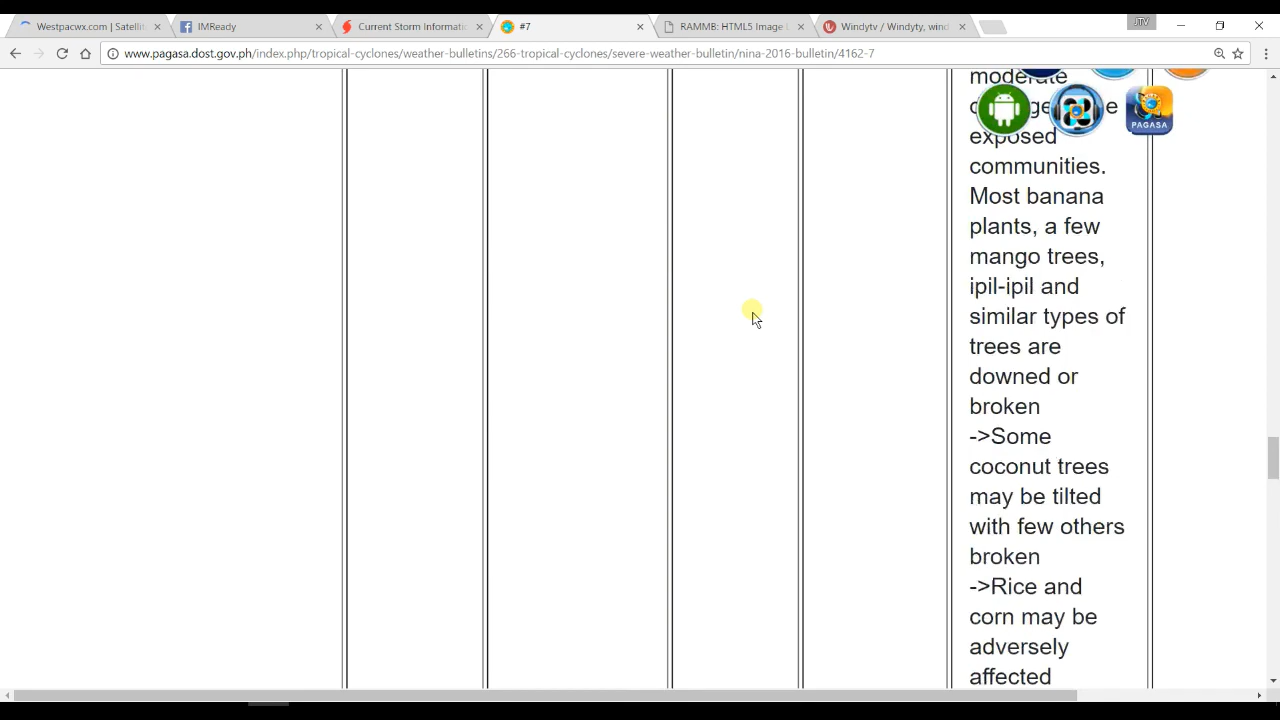 Westpacwx.com | Satellit
IMReady
Current Storm Informatic
#7
RAMMB: HTML5 Image L
Windytv / Windyty, wind
JTV
www.pagasa.dost.gov.ph/index.php/tropical-cyclones/weather-bulletins/266-tropical-cyclones/severe-weather-bulletin/nina-2016-bulletin/4162-7
moderate
exposed
communities.
Most banana
plants, a few
mango trees,
ipil-ipil and
similar types of
trees are
downed or
broken
->Some
coconut trees
may be tilted
with few others
broken
->Rice and
corn may be
adversely
affected
PAGASA